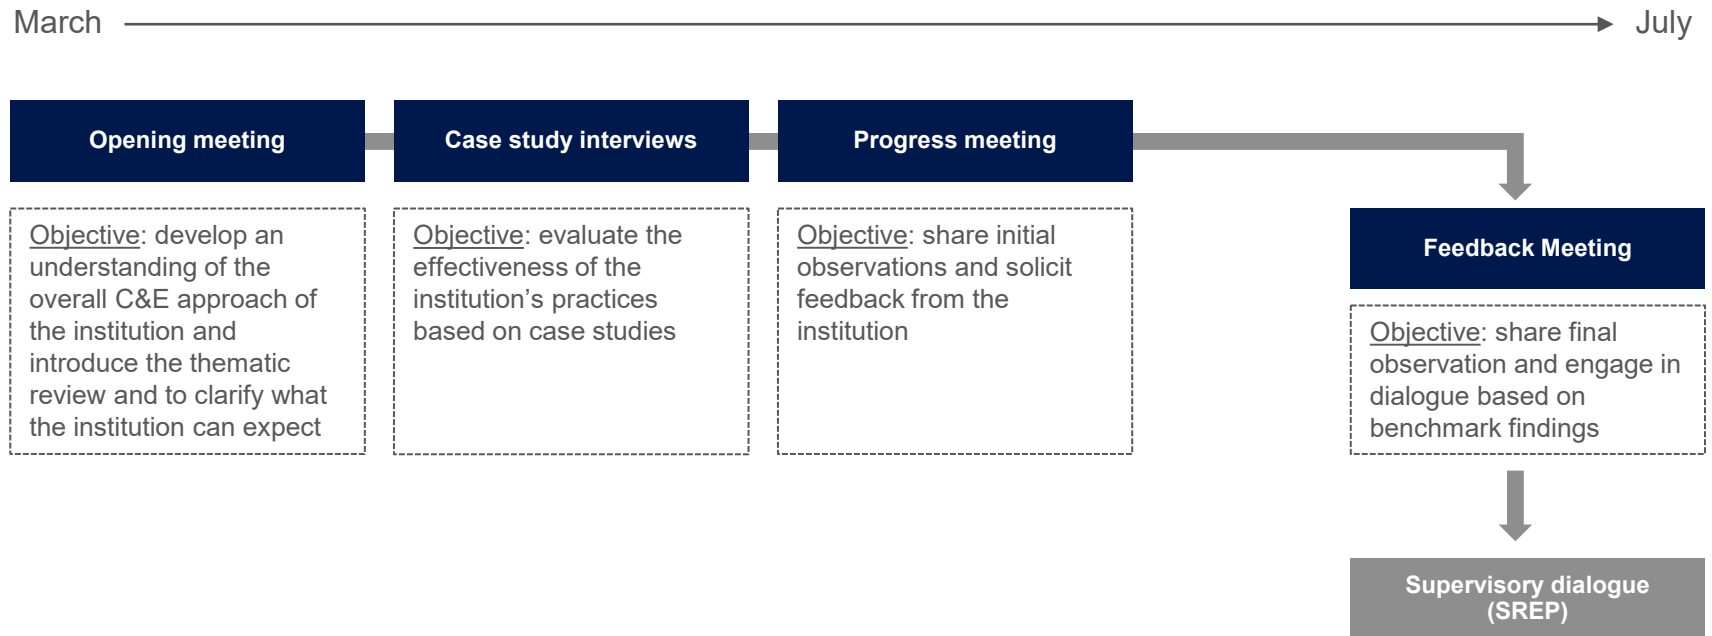 March
July
Opening meeting
Case study interviews
Progress meeting
Objective: develop an
understanding of the
overall C&E approach of
the institution and
introduce the thematic
review and to clarify what
the institution can expect
Objective: evaluate the
effectiveness of the
institution’s practices
based on case studies
Objective: share initial
observations and solicit
feedback from the
institution
Feedback Meeting
Objective: share final
observation and engage in
dialogue based on
benchmark findings
Supervisory dialogue
(SREP)